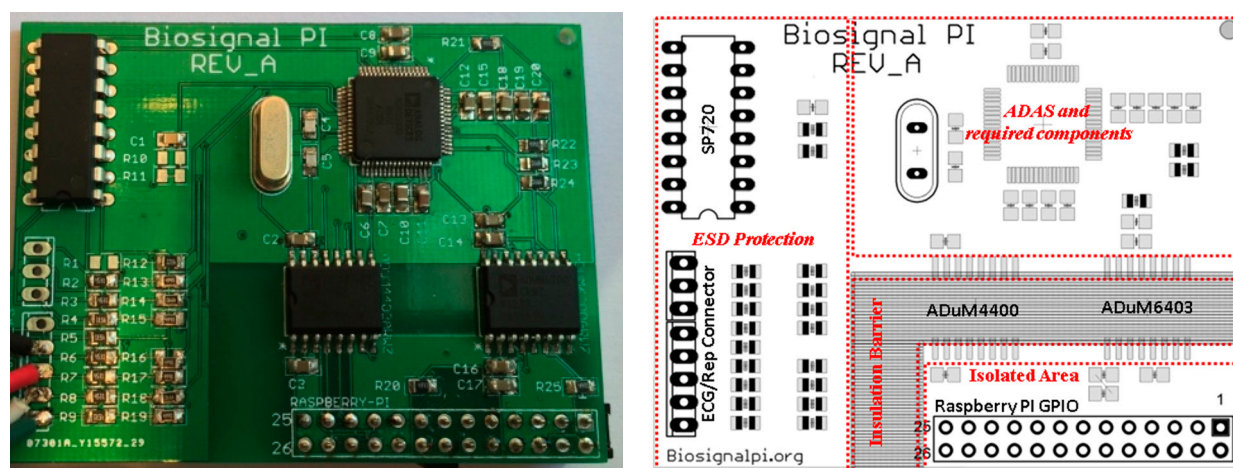 Biosignal PI
REV_A
C8
C9
R21
C12
C15
C18
C19
C20
C4
C5
C1
R10
R11
R22
R23
R24
C6
C7
C10
C11
C13
C14
C2
R1
R2
R3
R4
R5
R6
R7
R8
R9
R12
R13
R14
R15
R16
R17
R18
R19
C3
R20
C16
C17
R25
RASPBERRY-PI
25
26
07301A_Y15572_29
Biosignal PI
REV_A
SP720
ADAS and
required components
ESD Protection
ECG/Rep Connector
Insulation Barrier
ADuM4400
ADuM6403
Isolated Area
Raspberry PI GPIO
1
25
26
Biosignalpi.org